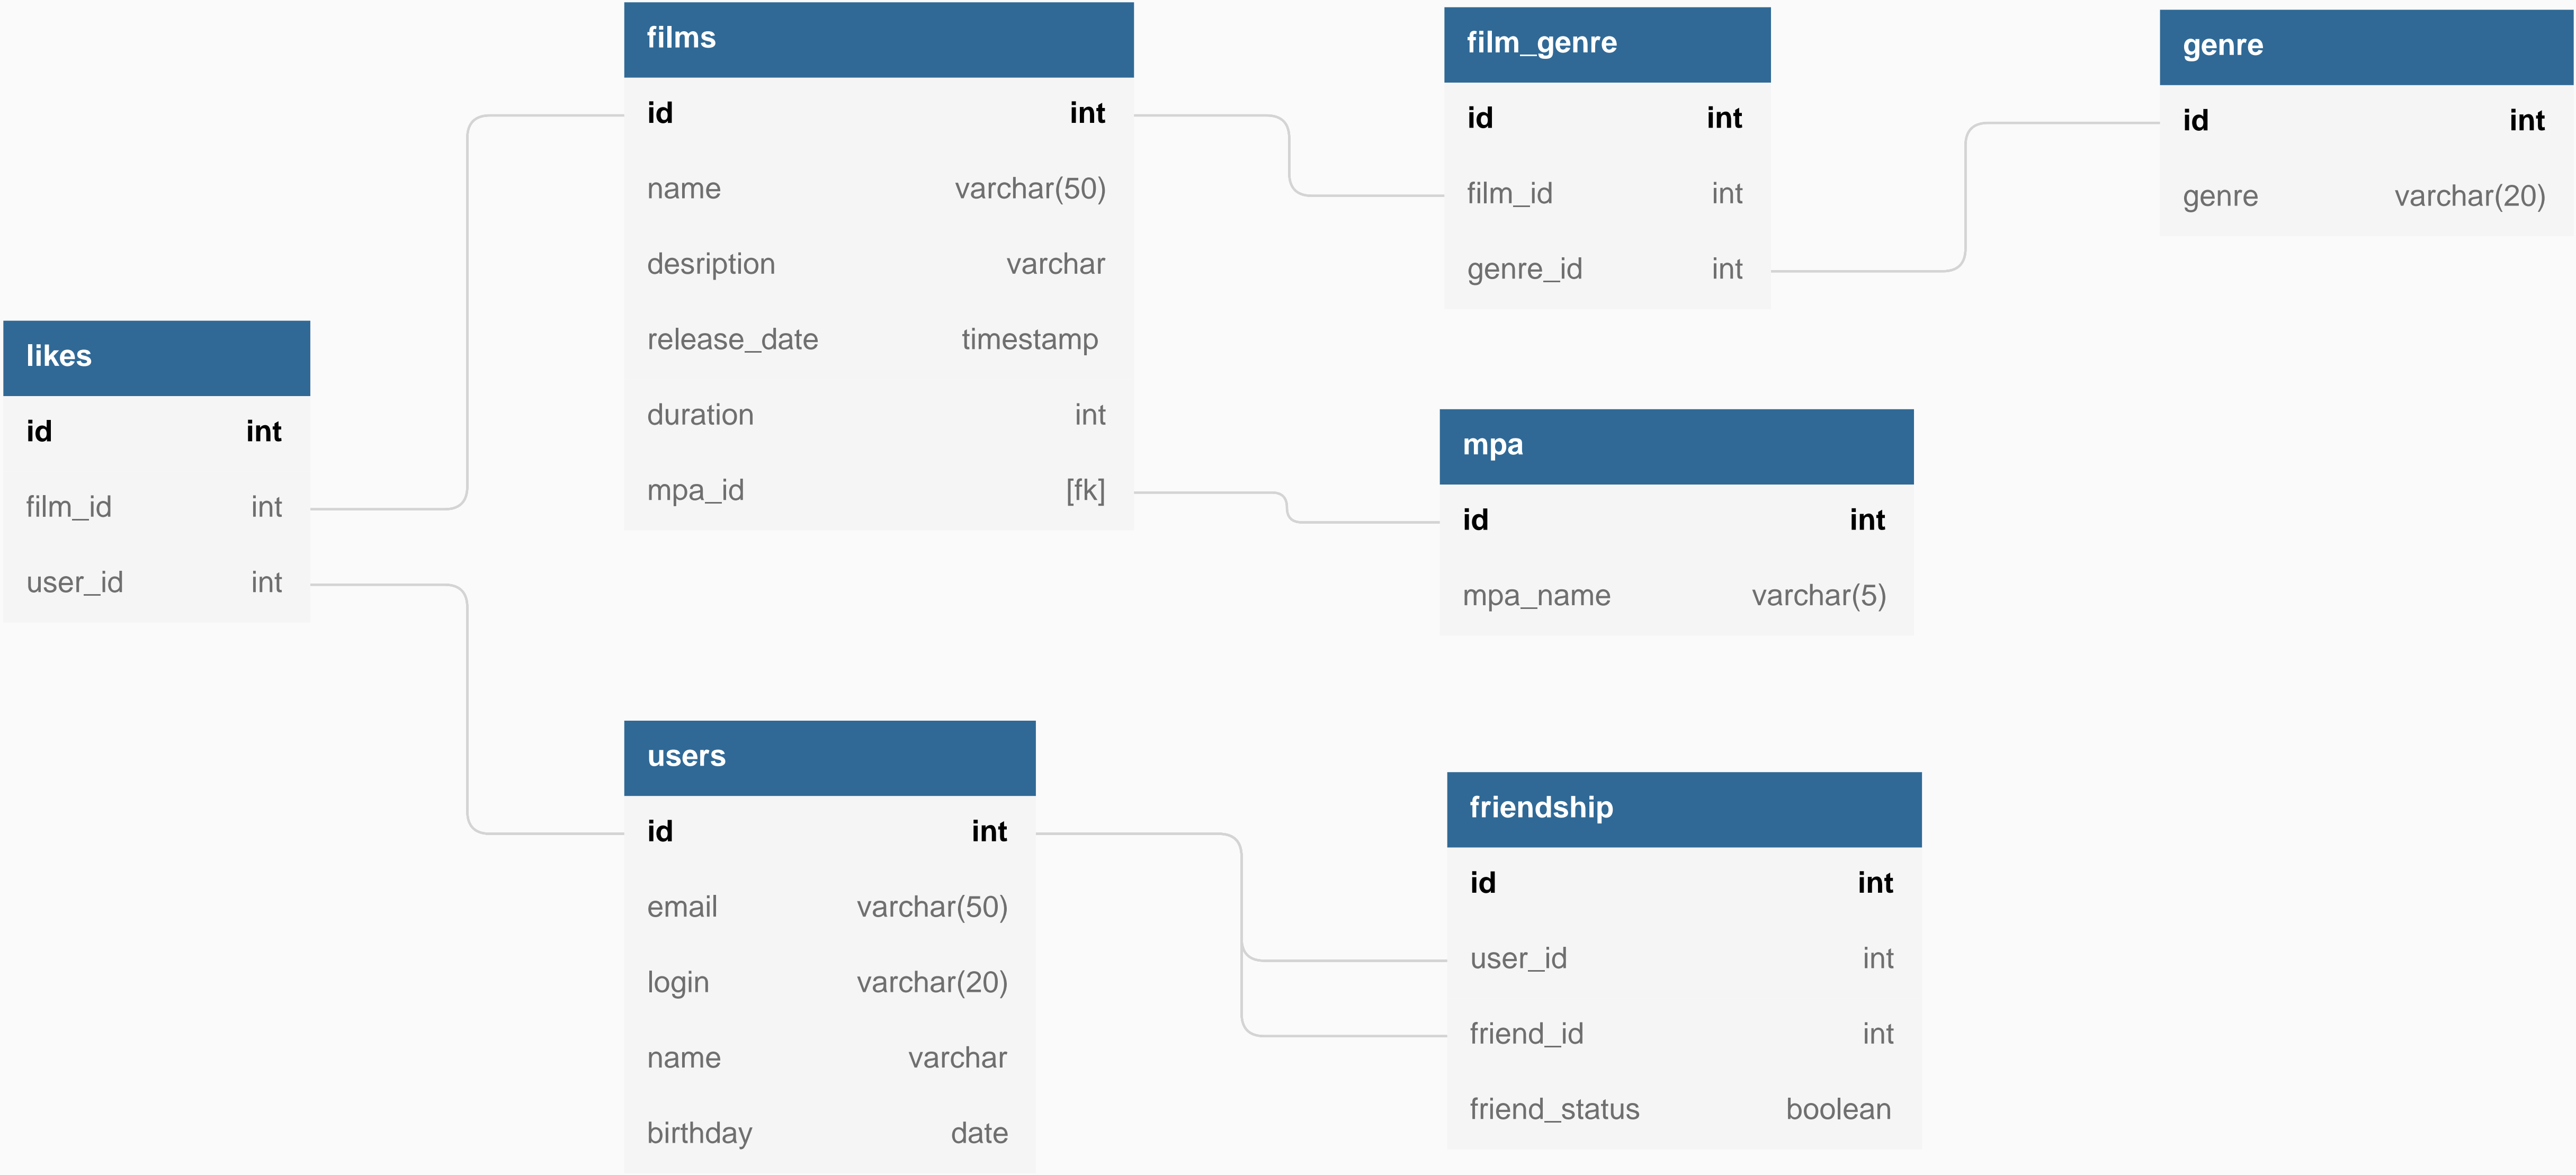 films
id int
name varchar(50)
desription varchar
release_date timestamp
duration int
mpa_id [fk]
film_genre
id int
film_id int
genre_id int
genre
id int
genre varchar(20)
likes
id int
film_id int
user_id int
mpa
id int
mpa_name varchar(5)
users
id int
email varchar(50)
login varchar(20)
name varchar
birthday date
friendship
id int
user_id int
friend_id int
friend_status boolean